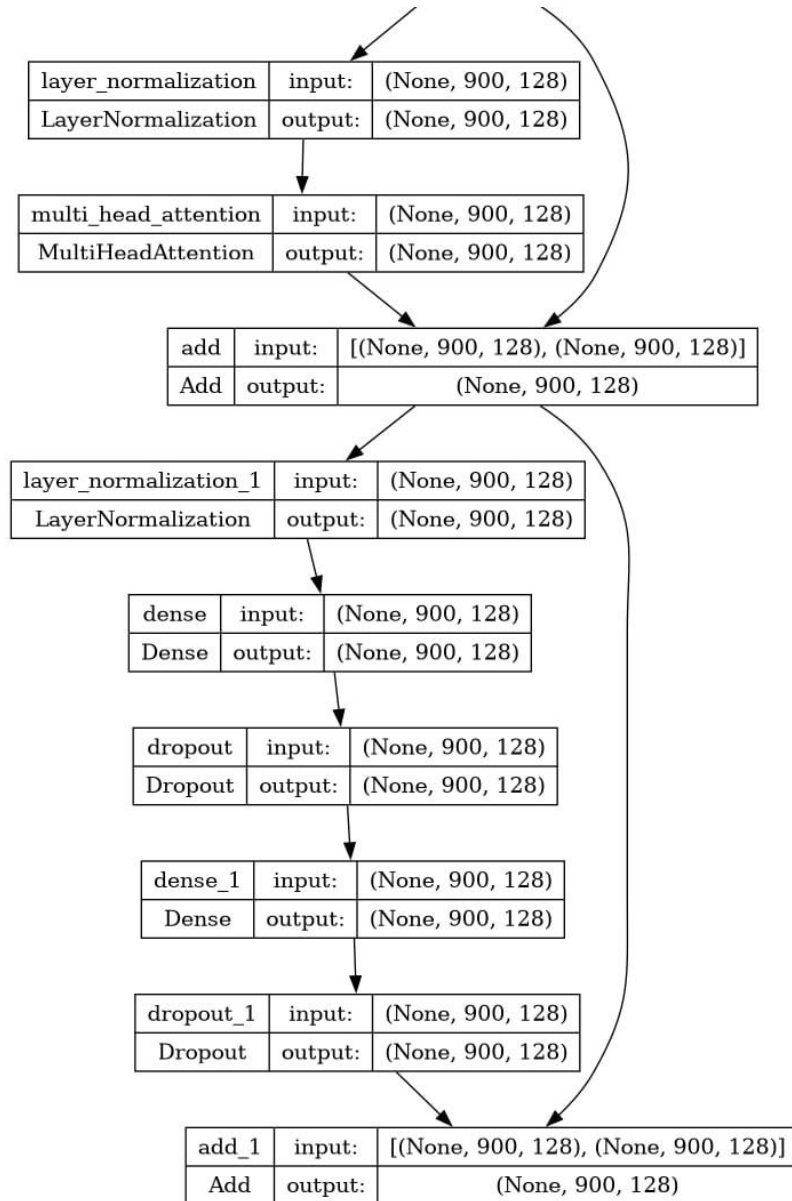 layer_normalization input: (None, 900, 128)
LayerNormalization output: (None, 900, 128)
multi_head_attention input: (None, 900, 128)
MultiHeadAttention output: (None, 900, 128)
add input: [(None, 900, 128), (None, 900, 128)]
Add output: (None, 900, 128)
layer_normalization_1 input: (None, 900, 128)
LayerNormalization output: (None, 900, 128)
dense input: (None, 900, 128)
Dense output: (None, 900, 128)
dropout input: (None, 900, 128)
Dropout output: (None, 900, 128)
dense_1 input: (None, 900, 128)
Dense output: (None, 900, 128)
dropout_1 input: (None, 900, 128)
Dropout output: (None, 900, 128)
add_1 input: [(None, 900, 128), (None, 900, 128)]
Add output: (None, 900, 128)